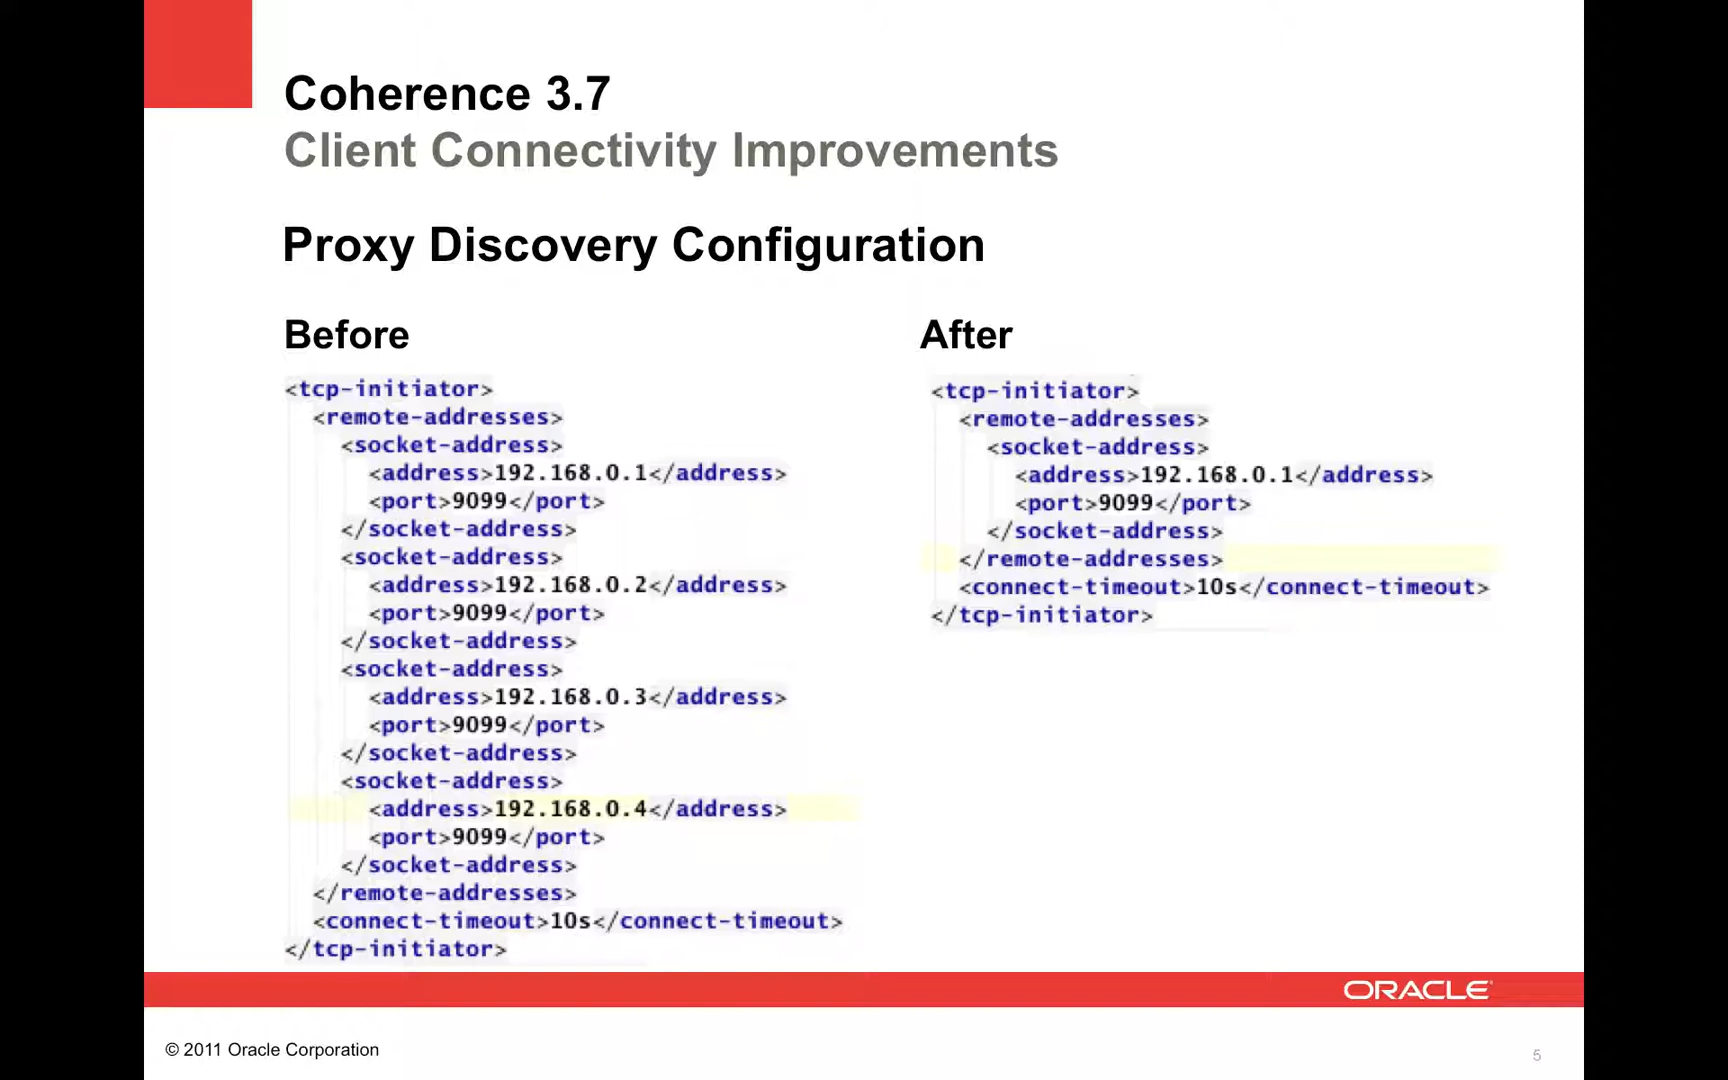 Coherence 3.7
Client Connectivity Improvements
Proxy Discovery Configuration
Before
<tcp-initiator>
<remote-addresses>
<socket-address>
<address>192.168.0.1</address>
<port>9099</port>
</socket-address>
<socket-address>
<address>192.168.0.2</address>
<port>9099</port>
</socket-address>
<socket-address>
<address>192.168.0.3</address>
<port>9099</port>
</socket-address>
<socket-address>
<address>192.168.0.4</address>
<port>9099</port>
</socket-address>
</remote-addresses>
<connect-timeout>10s</connect-timeout>
</tcp-initiator>
After
<tcp-initiator>
<remote-addresses>
<socket-address>
<address>192.168.0.1</address>
<port>9099</port>
</socket-address>
</remote-addresses>
<connect-timeout>10s</connect-timeout>
</tcp-initiator>
ORACLE
© 2011 Oracle Corporation
5